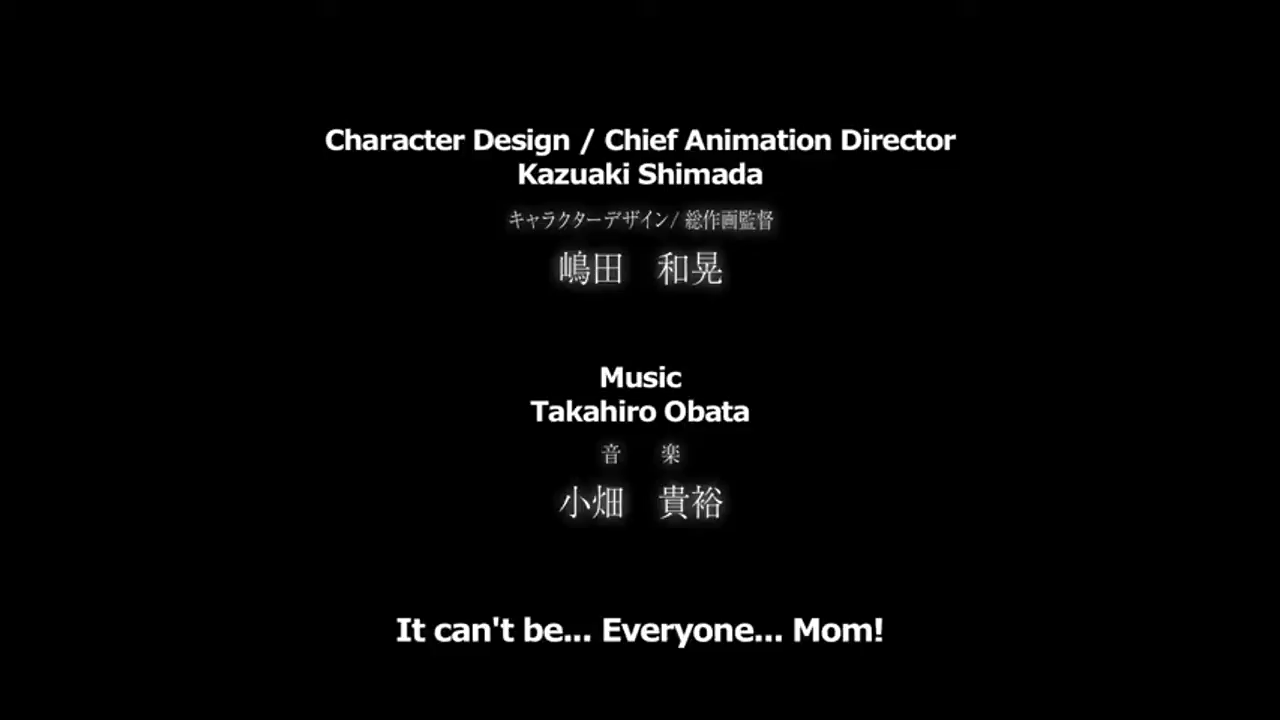 Character Design / Chief Animation Director
Kazuaki Shimada
キャラクターデザイン/ 総作画監督
嶋田　和晃
Music
Takahiro Obata
音　楽
小畑　貴裕
It can't be... Everyone... Mom!